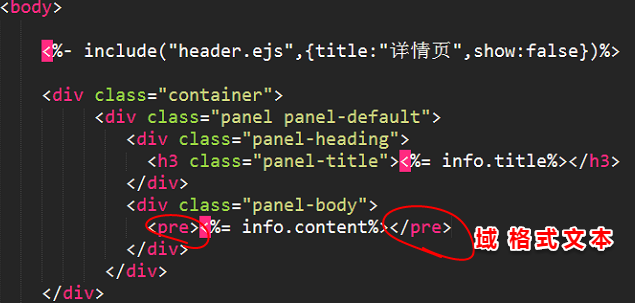 <body>
<%- include("header.ejs",{title:"详情页",show:false})%>
<div class="container">
<div class="panel panel-default">
<div class="panel-heading">
<h3 class="panel-title"><%= info.title%></h3>
</div>
<div class="panel-body">
<pre><%= info.content%></pre> 域 格式文本
</div>
</div>
</div>